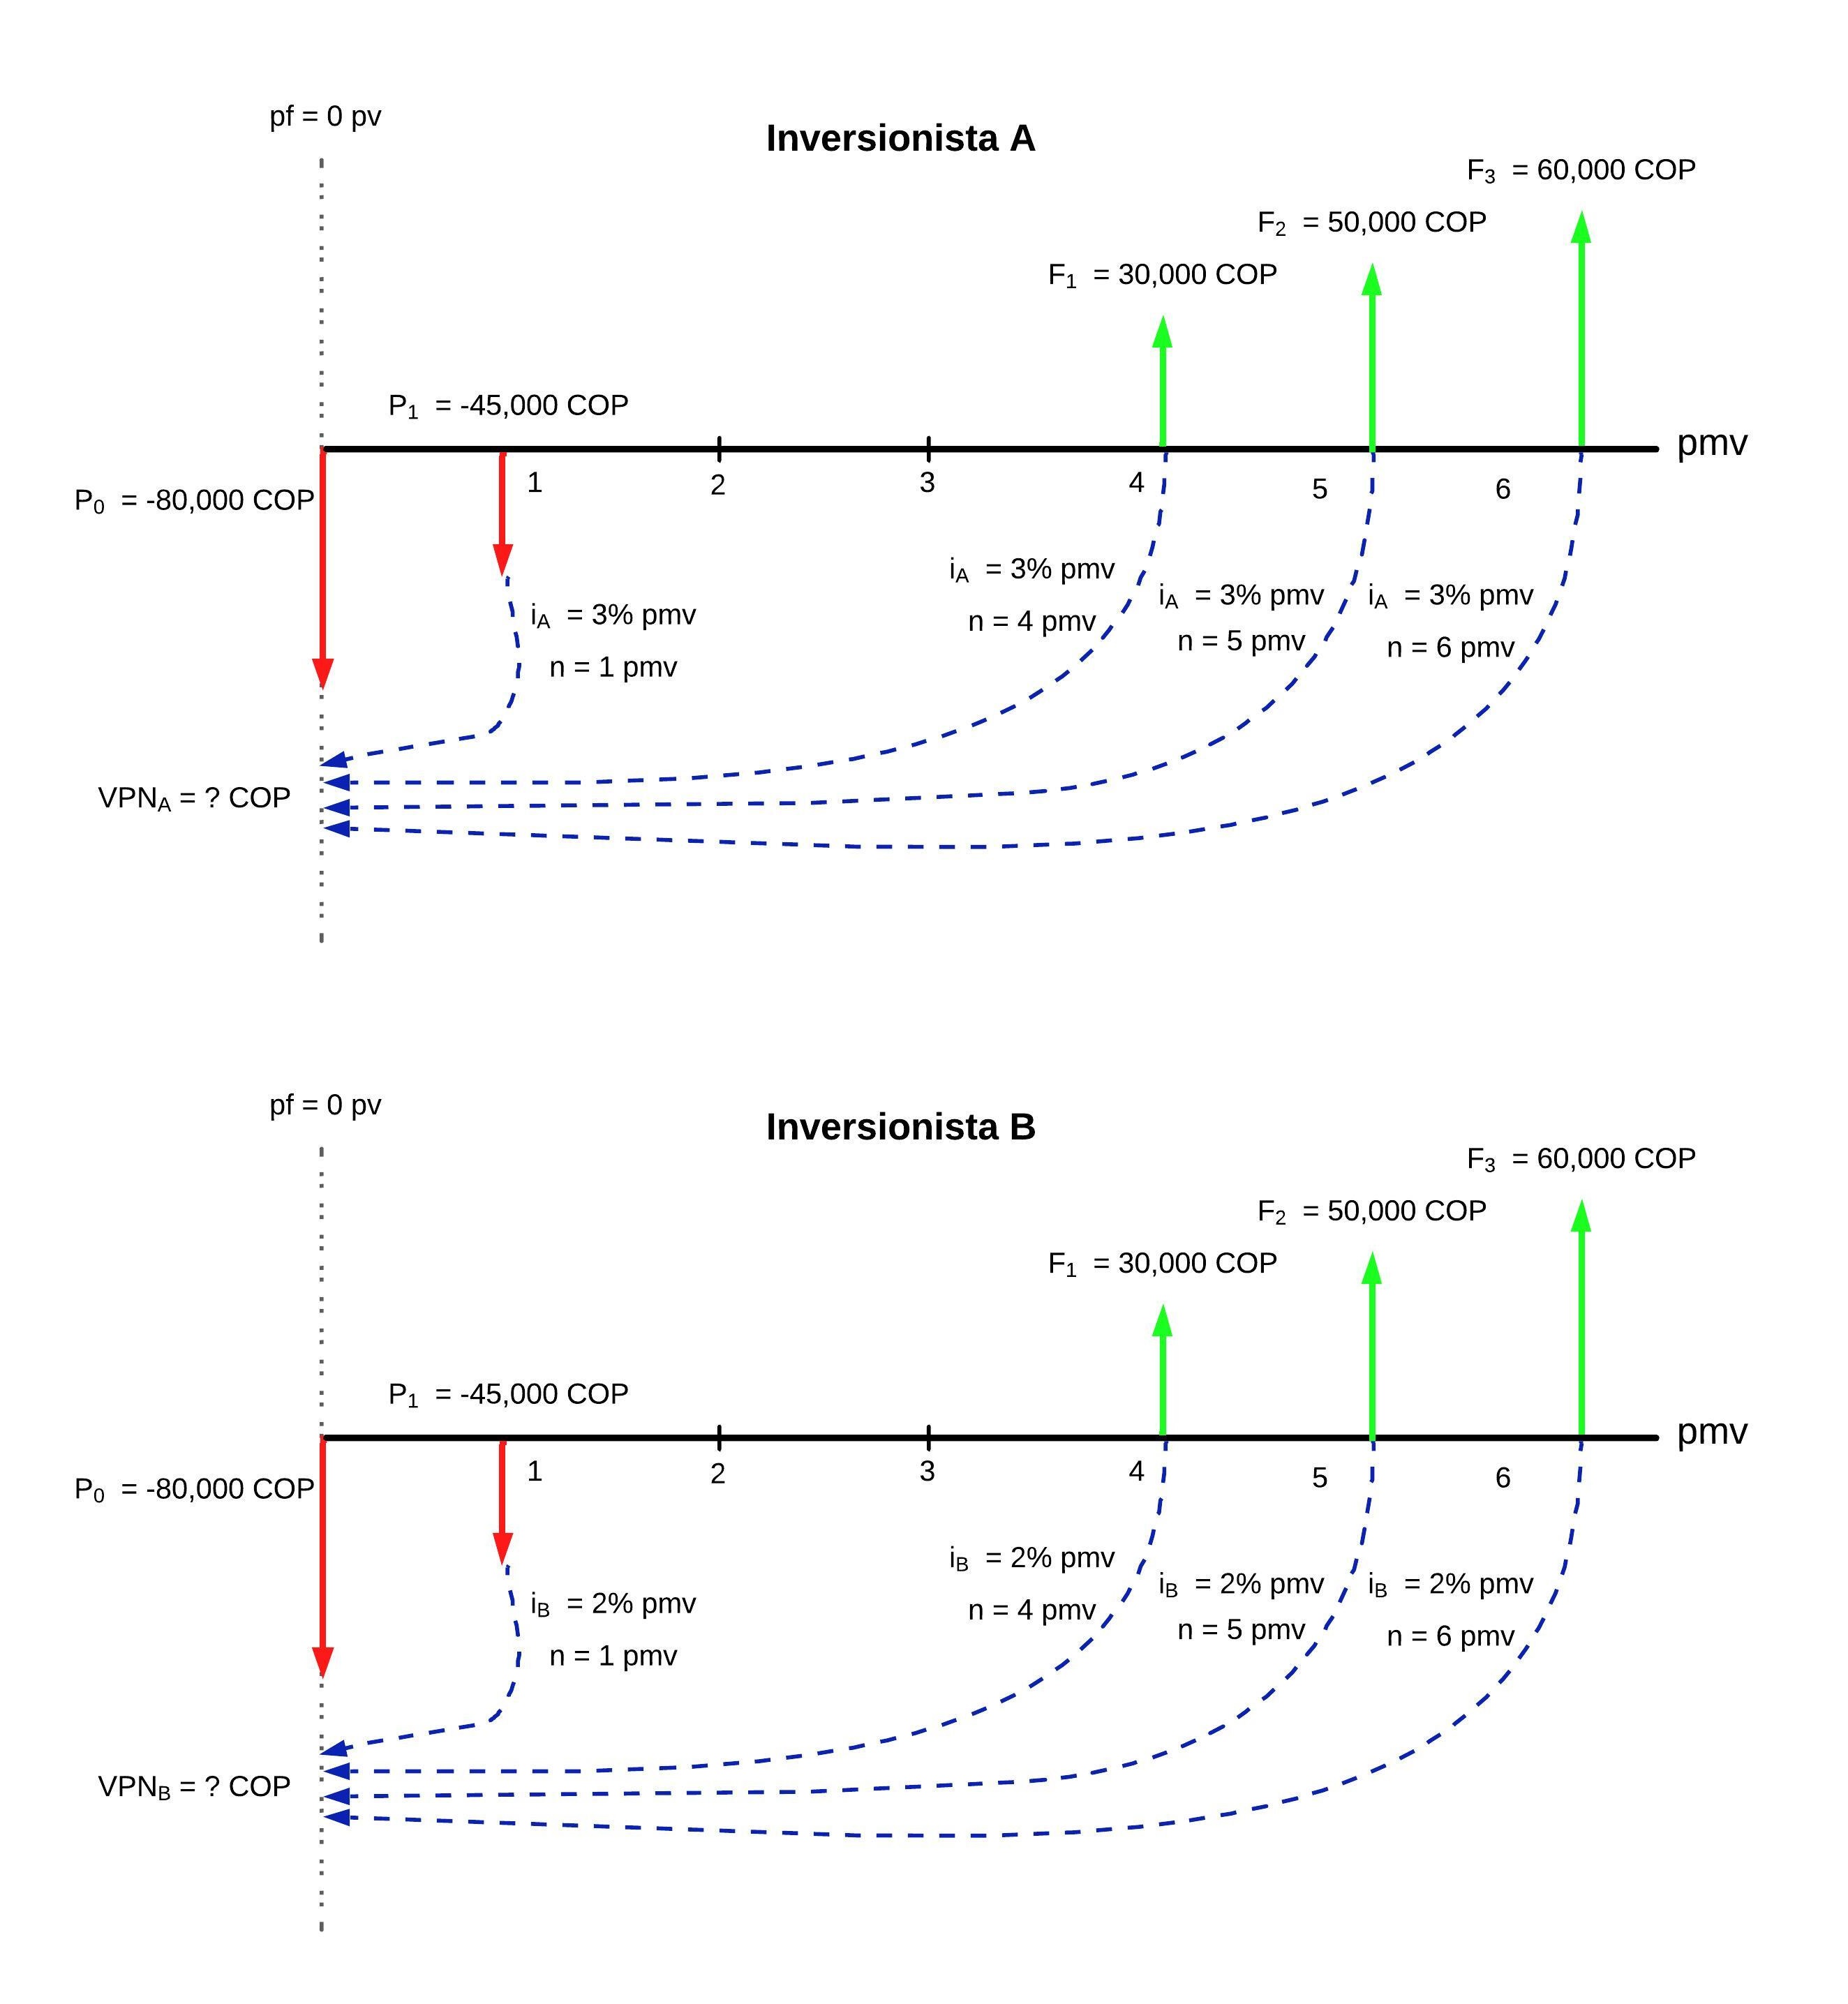 pf = 0 pv
Inversionista A
F3 = 60,000 COP
F2 = 50,000 COP
F1 = 30,000 COP
P1 = -45,000 COP
pmv
P0 = -80,000 COP
1 2 3 4 5 6
iA = 3% pmv
n = 4 pmv
iA = 3% pmv
n = 5 pmv
iA = 3% pmv
n = 6 pmv
iA = 3% pmv
n = 1 pmv
VPNA = ? COP
pf = 0 pv
Inversionista B
F3 = 60,000 COP
F2 = 50,000 COP
F1 = 30,000 COP
P1 = -45,000 COP
pmv
P0 = -80,000 COP
1 2 3 4 5 6
iB = 2% pmv
n = 4 pmv
iB = 2% pmv
n = 5 pmv
iB = 2% pmv
n = 6 pmv
iB = 2% pmv
n = 1 pmv
VPNB = ? COP